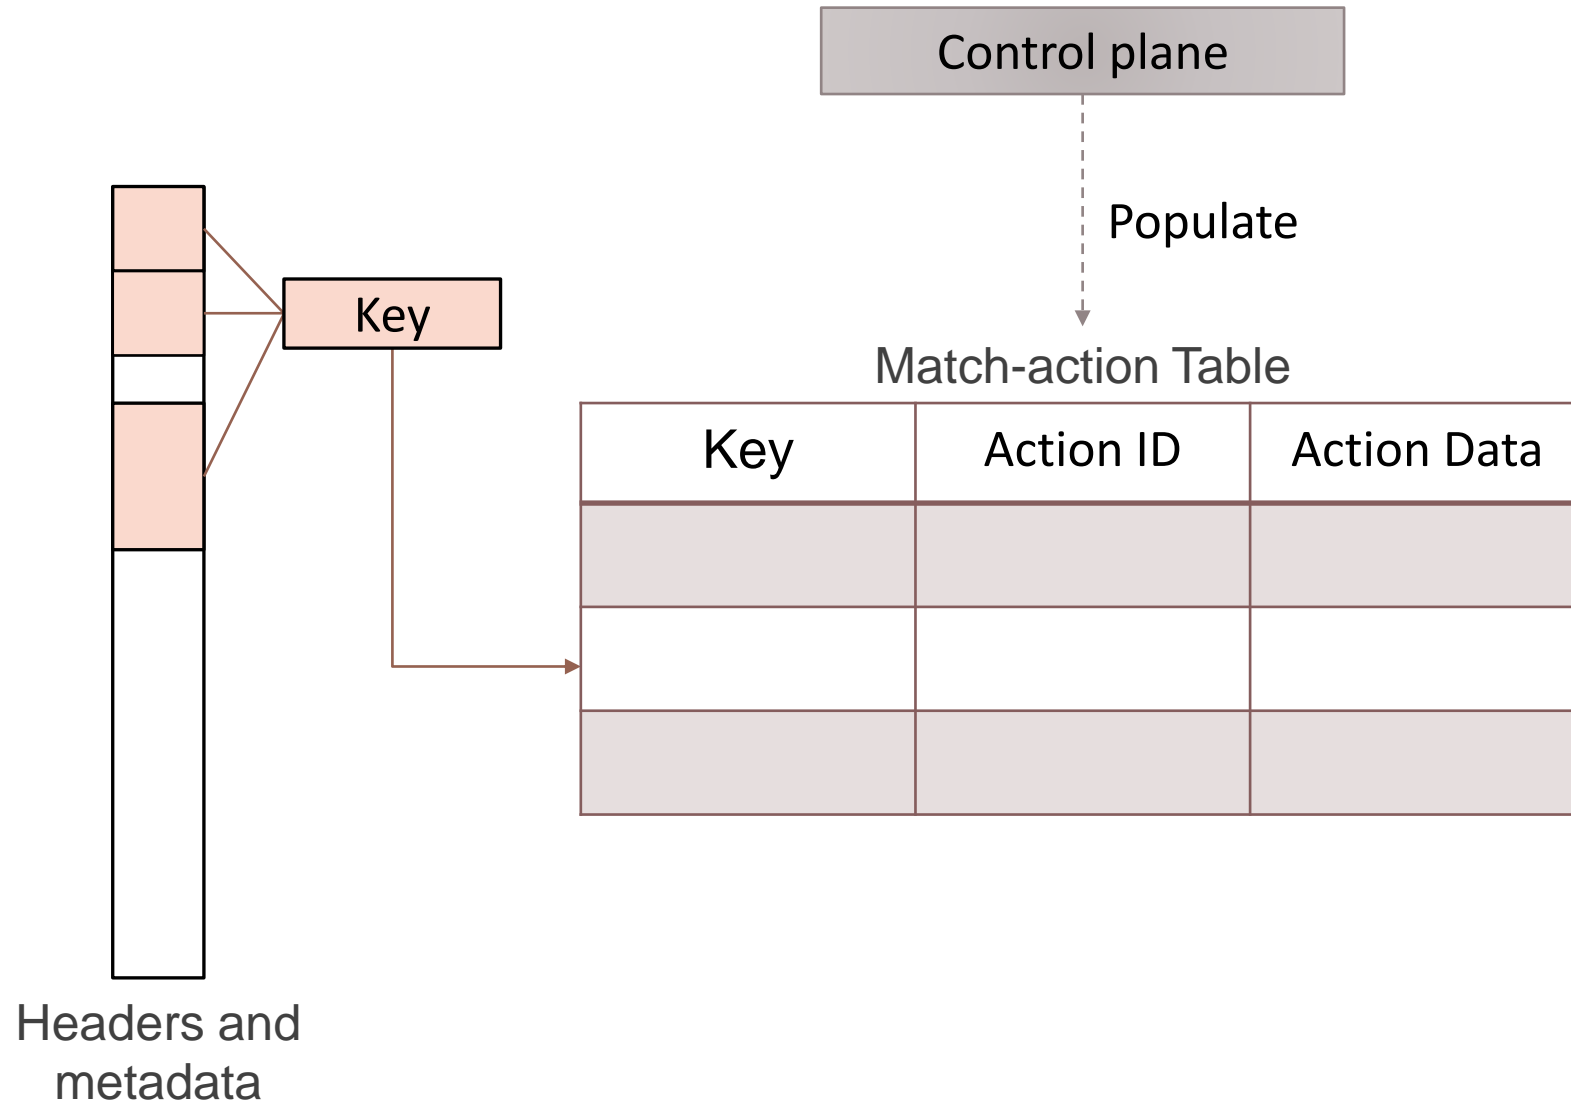 Control plane
Populate
Key
Match-action Table
Key Action ID Action Data
Headers and
metadata